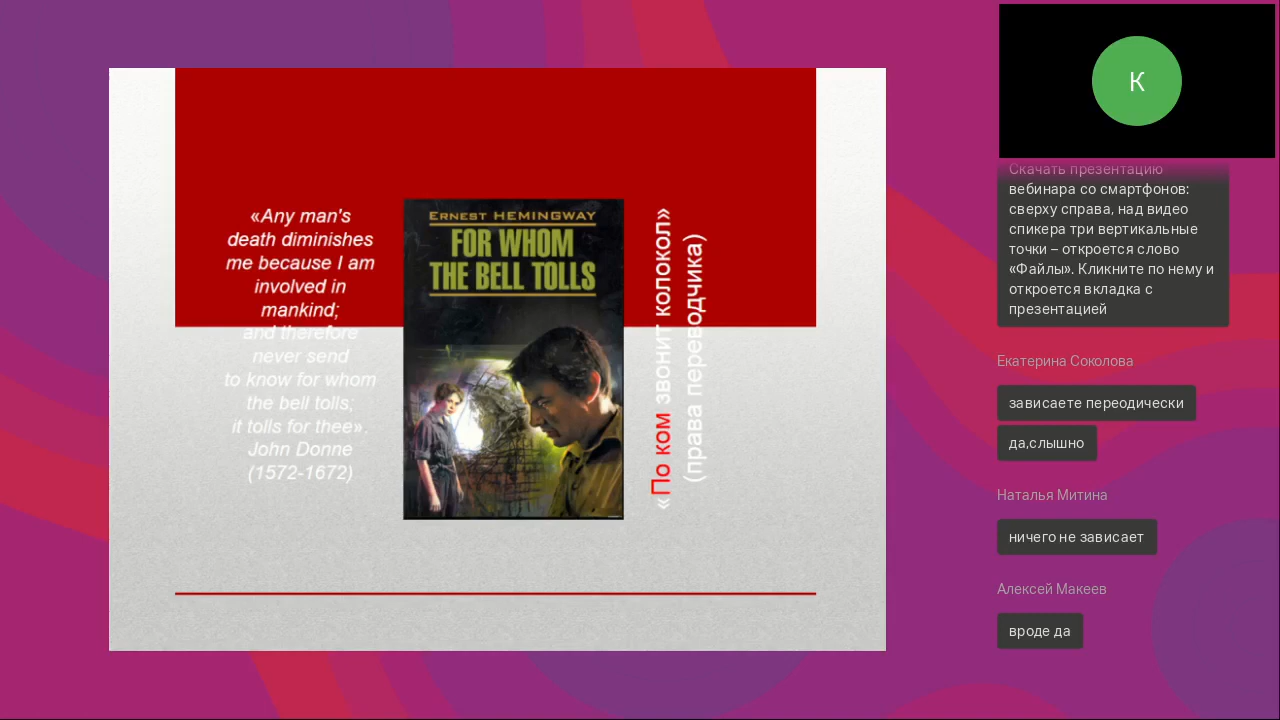 «Any man's
death diminishes
me because I am
involved in
mankind;
and therefore
never send
to know for whom
the bell tolls;
it tolls for thee».
John Donne
(1572-1672)
ERNEST HEMINGWAY
FOR WHOM
THE BELL TOLLS
«По ком звонит колокол»
(права переводчика)
К
Скачать презентацию
вебинара со смартфонов:
сверху справа, над видео
спикера три вертикальные
точки – откроется слово
«Файлы». Кликните по нему и
откроется вкладка с
презентацией
Екатерина Соколова
зависаете переодически
да,слышно
Наталья Митина
ничего не зависает
Алексей Макеев
вроде да